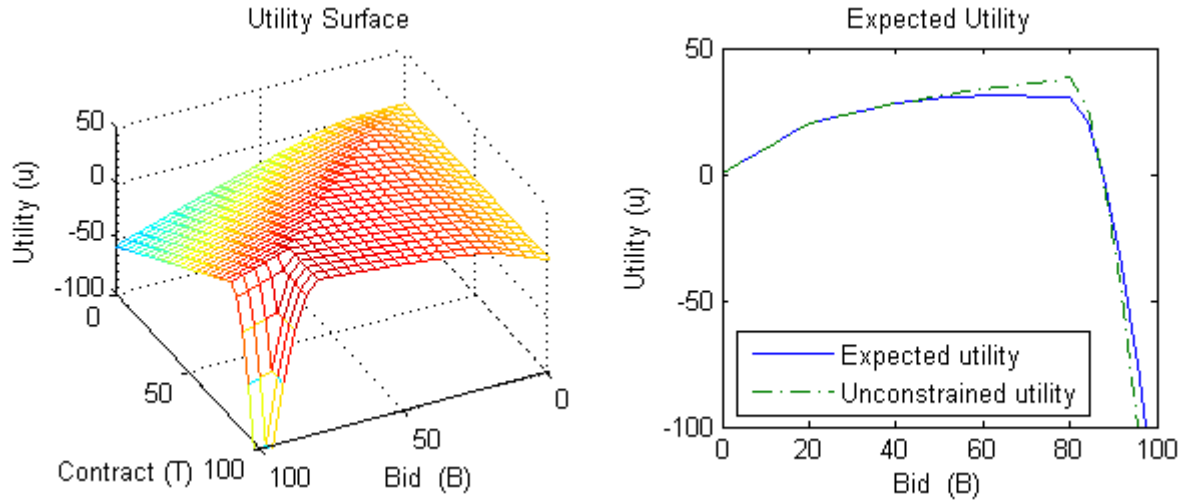 Utility Surface
50
0
-50
-100
Utility (u)
0
50
100
Contract (T)
100
50
0
Bid (B)
Expected Utility
50
0
-50
-100
Utility (u)
Expected utility
Unconstrained utility
0 20 40 60 80 100
Bid (B)